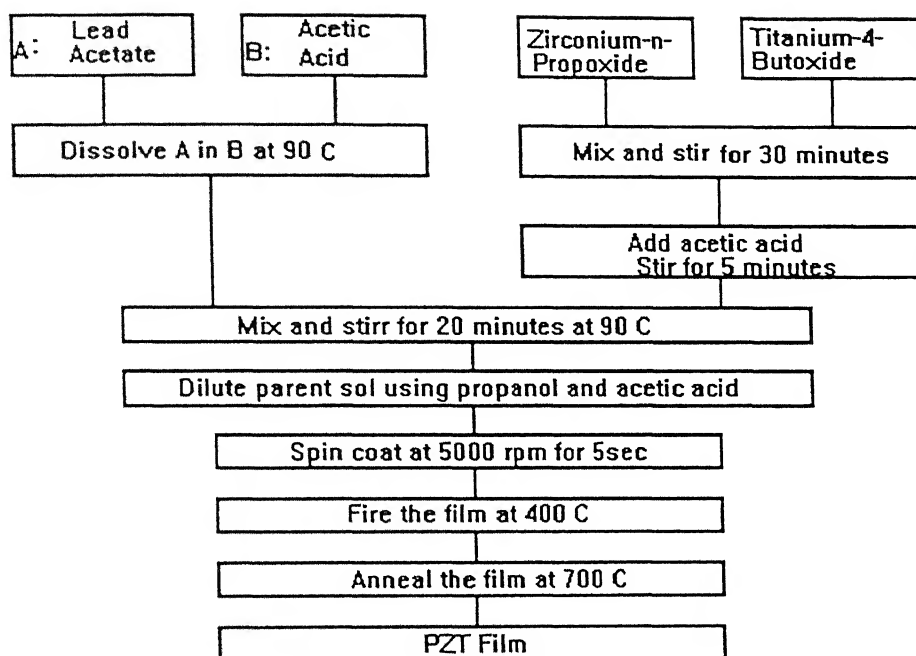 A: Lead
Acetate
B: Acetic
Acid
Zirconium-n-
Propoxide
Titanium-4-
Butoxide
Dissolve A in B at 90 C
Mix and stir for 30 minutes
Add acetic acid
Stir for 5 minutes
Mix and stirr for 20 minutes at 90 C
Dilute parent sol using propanol and acetic acid
Spin coat at 5000 rpm for 5sec
Fire the film at 400 C
Anneal the film at 700 C
PZT Film